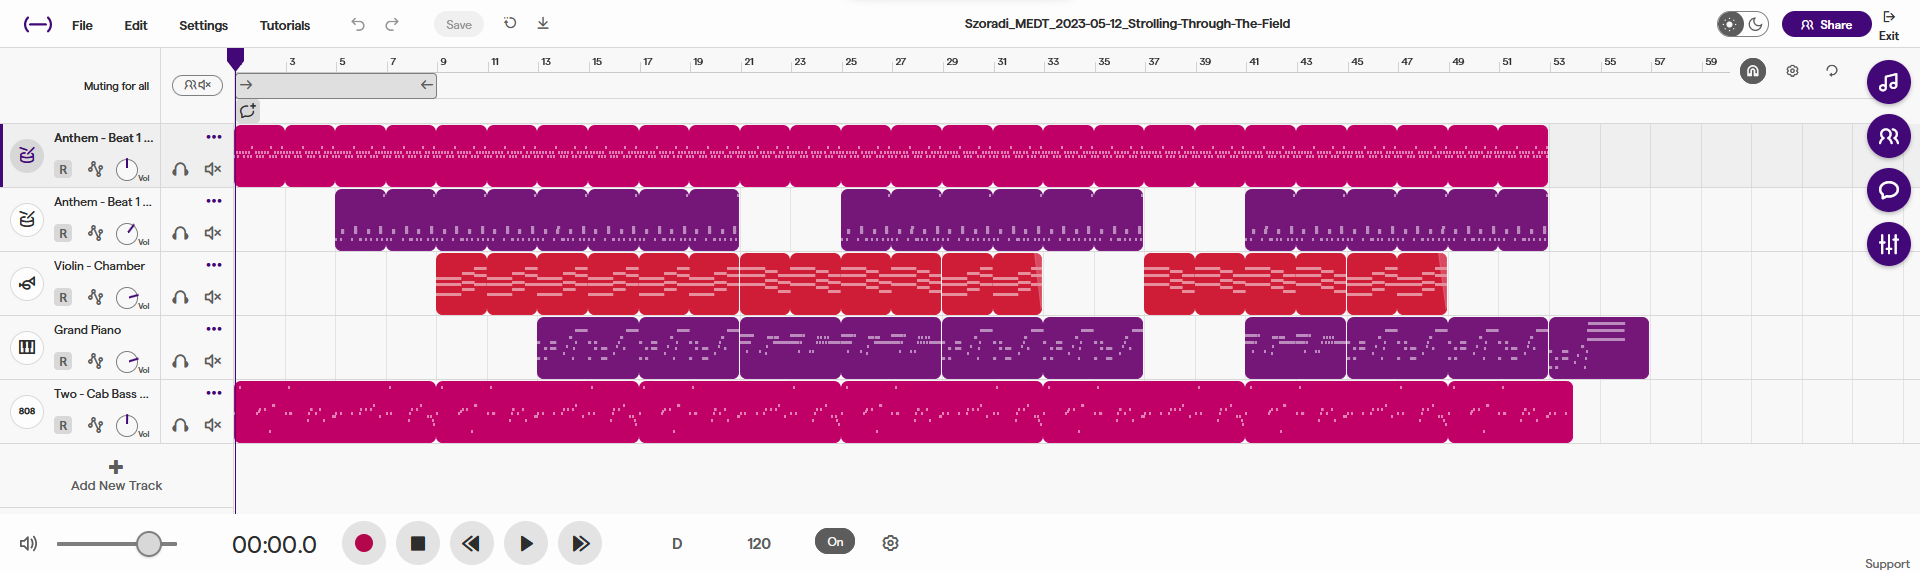 File Edit Settings Tutorials Save Szoradi_MEDT_2023-05-12_Strolling-Through-The-Field Share Exit
3 5 7 9 11 13 15 17 19 21 23 25 27 29 31 33 35 37 39 41 43 45 47 49 51 53 55 57 59
Muting for all
Anthem - Beat 1 ...
R Vol
Anthem - Beat 1 ...
R Vol
Violin - Chamber
R Vol
Grand Piano
R Vol
Two - Cab Bass ...
808 R Vol
Add New Track
00:00.0 D 120 On
Support